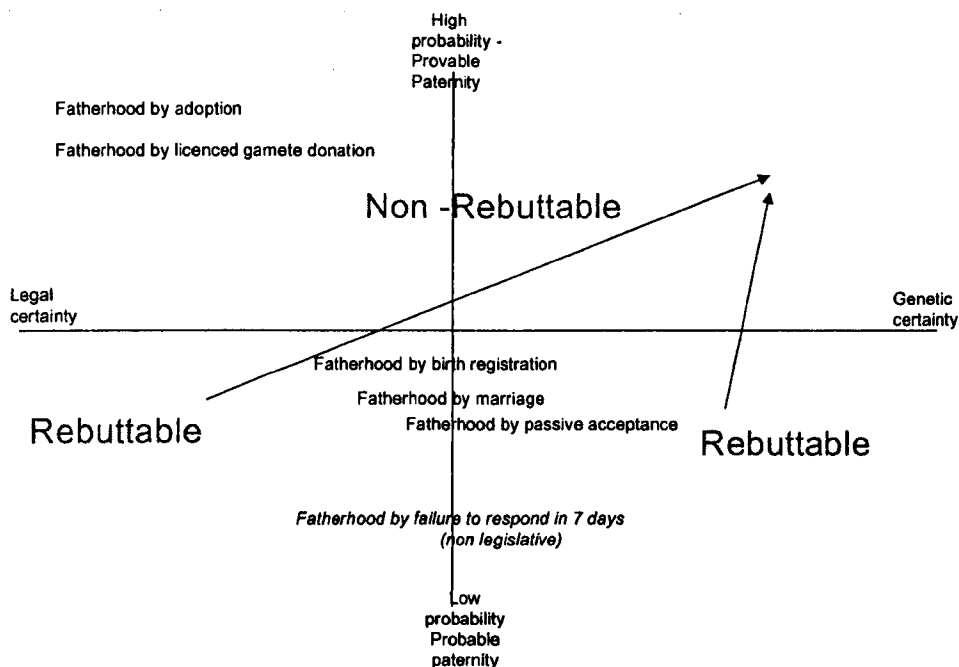 High
probability -
Provable
Paternity
Fatherhood by adoption
Fatherhood by licenced gamete donation
Non -Rebuttable
Legal
certainty
Genetic
certainty
Fatherhood by birth registration
Fatherhood by marriage
Fatherhood by passive acceptance
Rebuttable
Rebuttable
Fatherhood by failure to respond in 7 days
(non legislative)
Low
probability
Probable
paternity